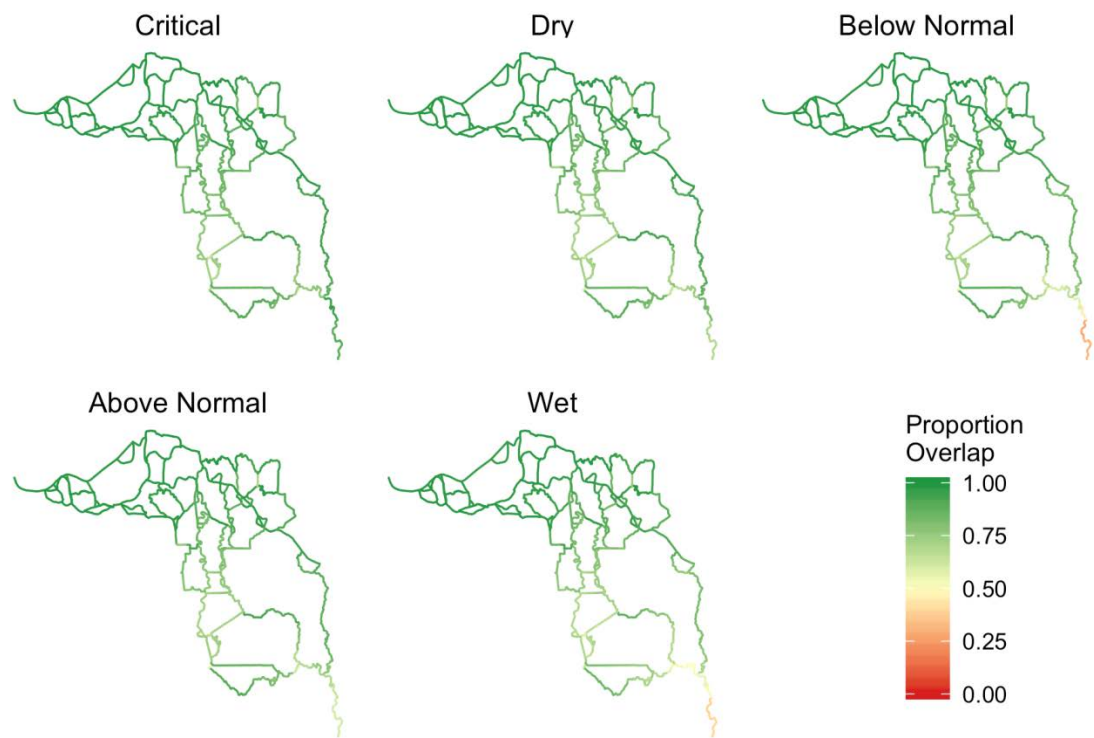 Critical
Dry
Below Normal
Above Normal
Wet
Proportion
Overlap
1.00
0.75
0.50
0.25
0.00